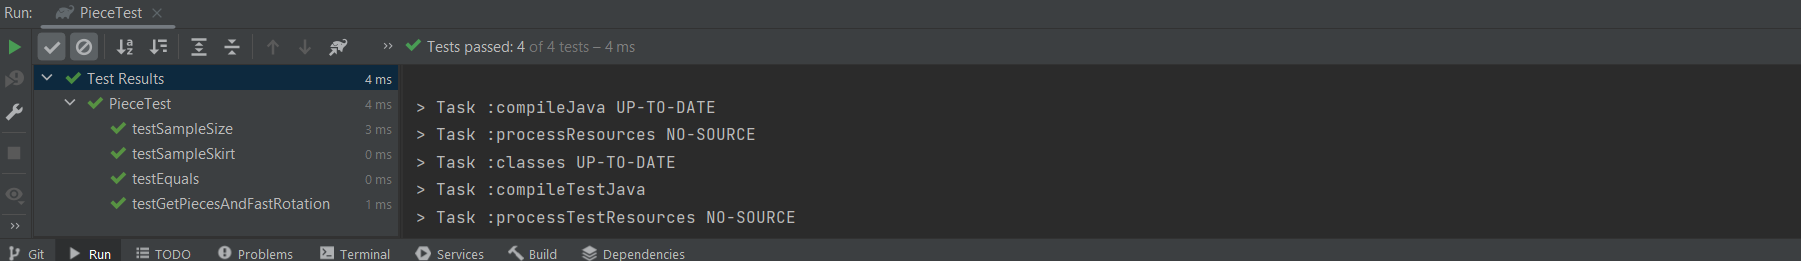 Run: PieceTest
Tests passed: 4 of 4 tests – 4 ms
Test Results 4 ms
PieceTest 4 ms
testSampleSize 3 ms
testSampleSkirt 0 ms
testEquals 0 ms
testGetPiecesAndFastRotation 1 ms
> Task :compileJava UP-TO-DATE
> Task :processResources NO-SOURCE
> Task :classes UP-TO-DATE
> Task :compileTestJava
> Task :processTestResources NO-SOURCE
Git Run TODO Problems Terminal Services Build Dependencies